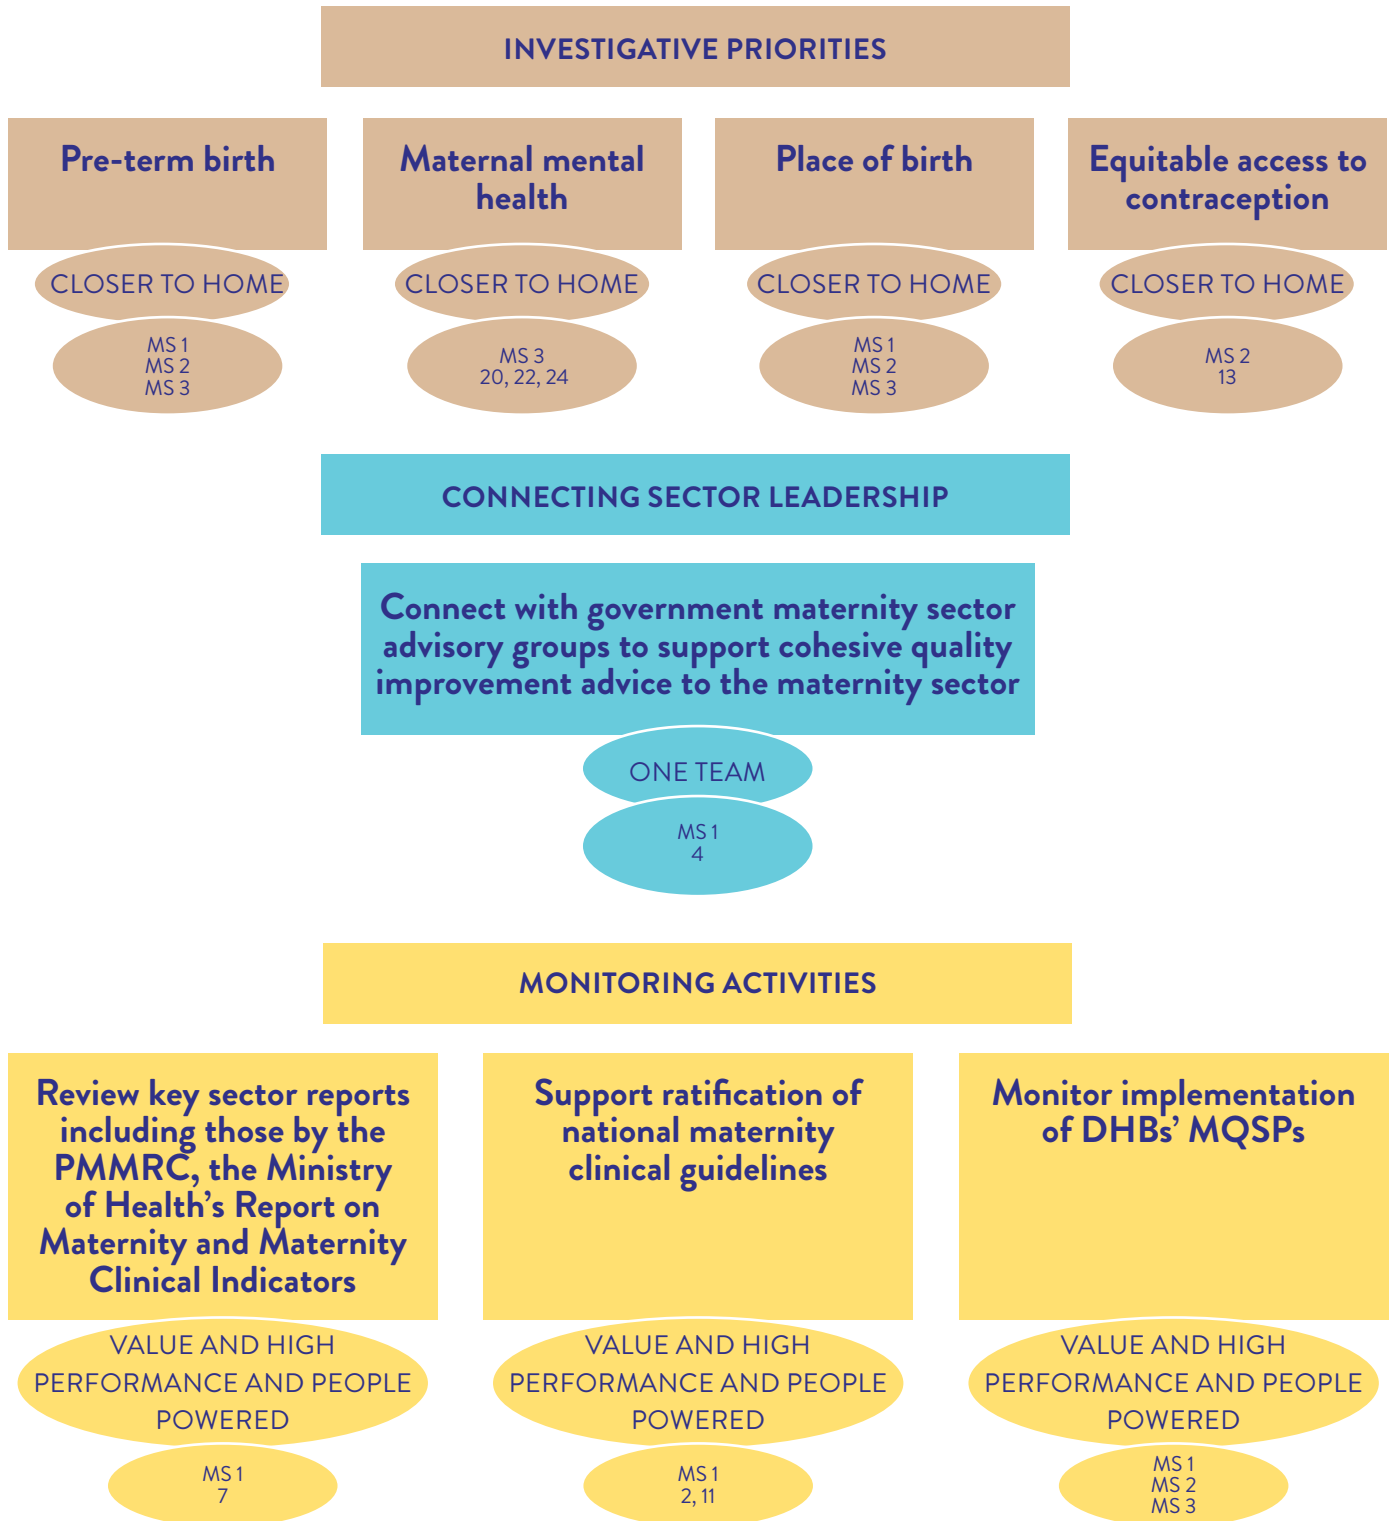 INVESTIGATIVE PRIORITIES
Pre-term birth
CLOSER TO HOME
MS 1
MS 2
MS 3
Maternal mental
health
CLOSER TO HOME
MS 3
20, 22, 24
Place of birth
CLOSER TO HOME
MS 1
MS 2
MS 3
Equitable access to
contraception
CLOSER TO HOME
MS 2
13
CONNECTING SECTOR LEADERSHIP
Connect with government maternity sector
advisory groups to support cohesive quality
improvement advice to the maternity sector
ONE TEAM
MS 1
4
MONITORING ACTIVITIES
Review key sector reports
including those by the
PMMRC, the Ministry
of Health’s Report on
Maternity and Maternity
Clinical Indicators
VALUE AND HIGH
PERFORMANCE AND PEOPLE
POWERED
MS 1
7
Support ratification of
national maternity
clinical guidelines
VALUE AND HIGH
PERFORMANCE AND PEOPLE
POWERED
MS 1
2, 11
Monitor implementation
of DHBs’ MQSPs
VALUE AND HIGH
PERFORMANCE AND PEOPLE
POWERED
MS 1
MS 2
MS 3